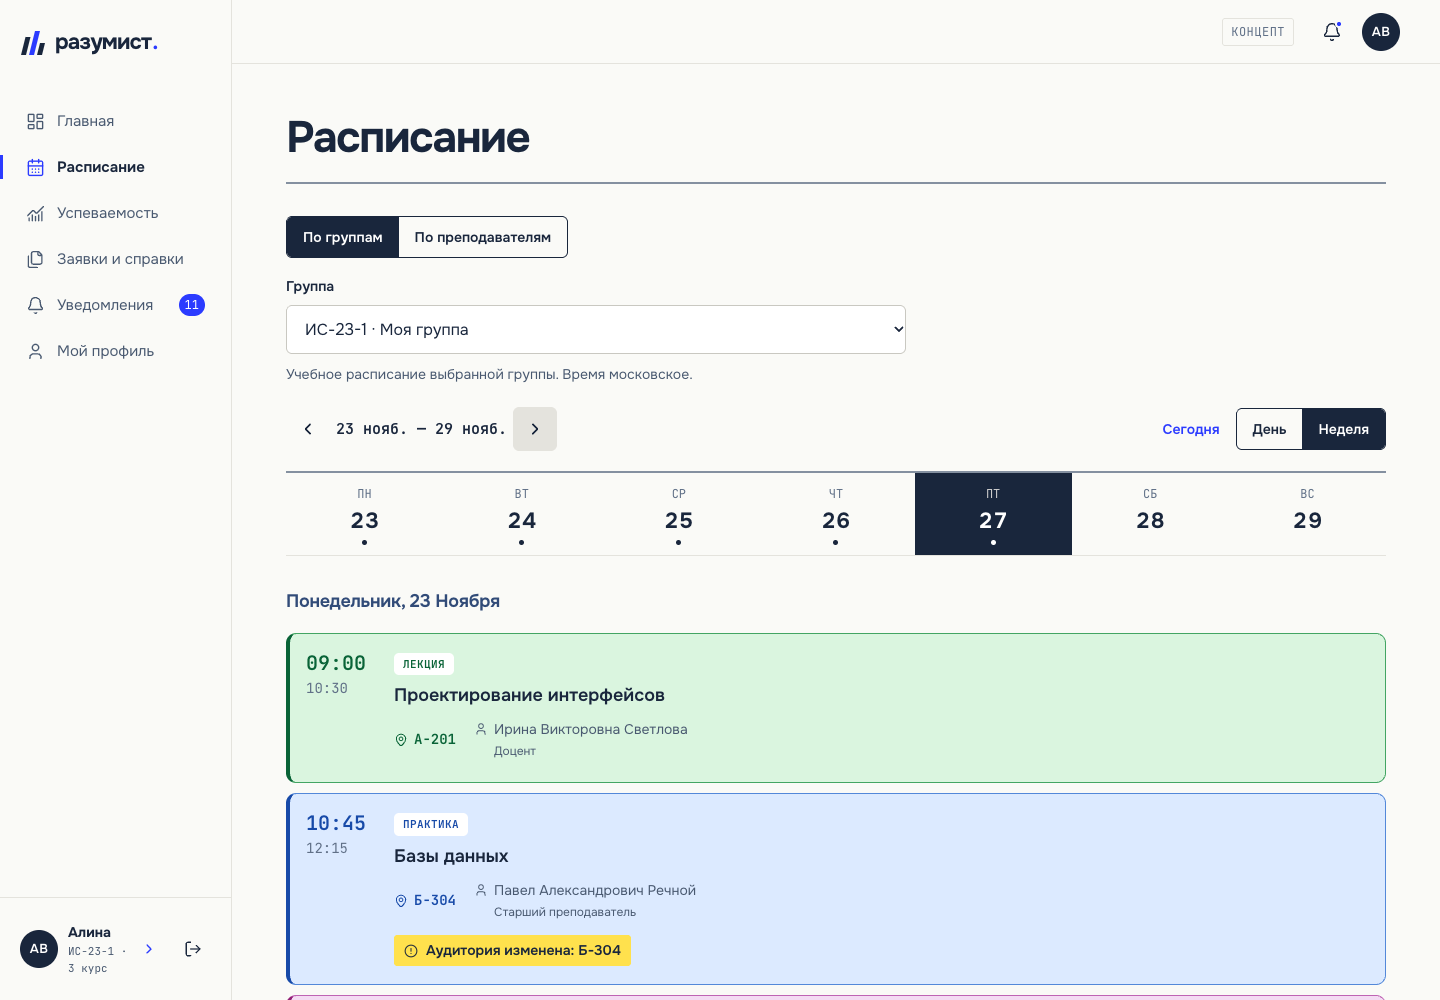 разумист.
КОНЦЕПТ
АВ
Главная
Расписание
Успеваемость
Заявки и справки
Уведомления 11
Мой профиль
Алина
ИС-23-1 ·
3 курс
АВ
Расписание
По группам
По преподавателям
Группа
ИС-23-1 · Моя группа
Учебное расписание выбранной группы. Время московское.
23 нояб. — 29 нояб.
Сегодня
День
Неделя
ПН ВТ СР ЧТ ПТ СБ ВС
23 24 25 26 27 28 29
Понедельник, 23 Ноября
09:00
10:30
ЛЕКЦИЯ
Проектирование интерфейсов
А-201
Ирина Викторовна Светлова
Доцент
10:45
12:15
ПРАКТИКА
Базы данных
Б-304
Павел Александрович Речной
Старший преподаватель
Аудитория изменена: Б-304